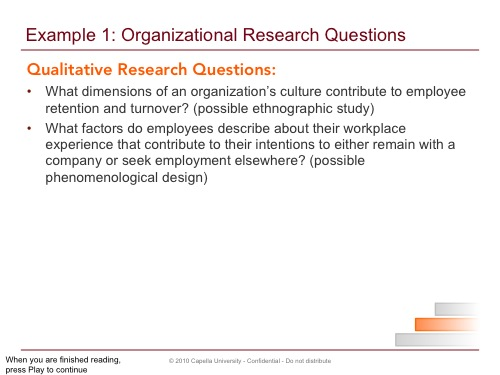 Example 1: Organizational Research Questions
Qualitative Research Questions:
• What dimensions of an organization's culture contribute to employee
retention and turnover? (possible ethnographic study)
• What factors do employees describe about their workplace
experience that contribute to their intentions to either remain with a
company or seek employment elsewhere? (possible
phenomenological design)
When you are finished reading,
press Play to continue
© 2010 Capella University - Confidential - Do not distribute